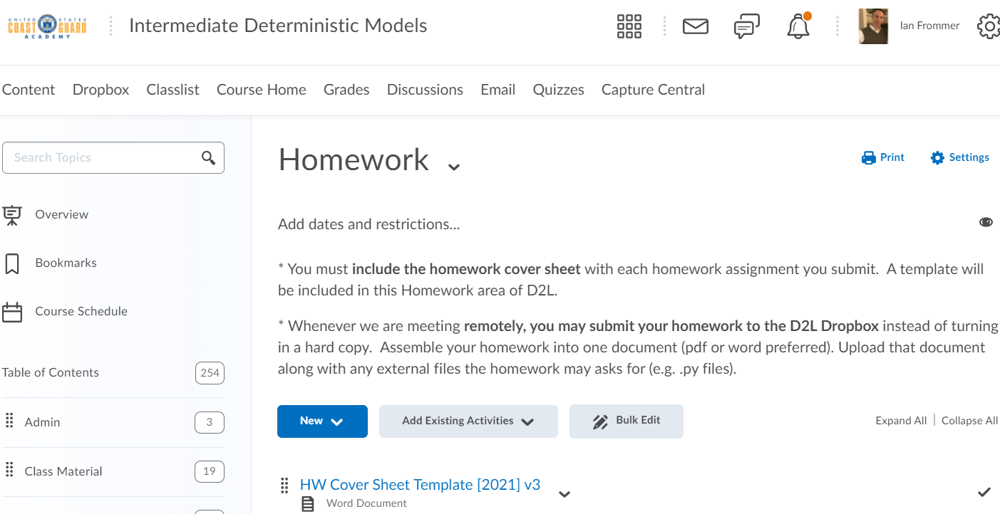 UNITED STATES
COAST GUARD
ACADEMY
Intermediate Deterministic Models
Ian Frommer
Content Dropbox Classlist Course Home Grades Discussions Email Quizzes Capture Central
Search Topics
Overview
Bookmarks
Course Schedule
Table of Contents 254
Admin 3
Class Material 19
Homework
Print Settings
Add dates and restrictions...
* You must include the homework cover sheet with each homework assignment you submit.  A template will
be included in this Homework area of D2L.
* Whenever we are meeting remotely, you may submit your homework to the D2L Dropbox instead of turning
in a hard copy.  Assemble your homework into one document (pdf or word preferred). Upload that document
along with any external files the homework may asks for (e.g. .py files).
New Add Existing Activities Bulk Edit Expand All | Collapse All
HW Cover Sheet Template [2021] v3
Word Document